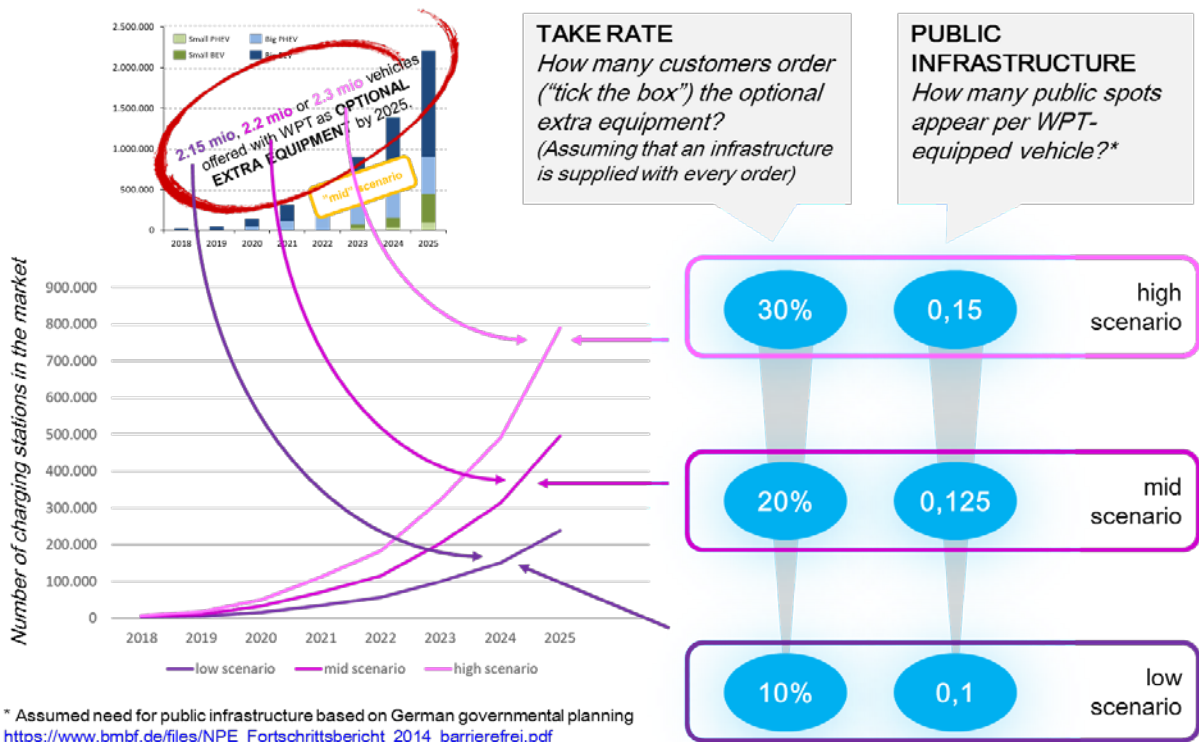 2.500.000
2.000.000
1.500.000
1.000.000
500.000
0
Small PHEV
Big PHEV
Small BEV
2.15 mio, 2.2 mio or 2.3 mio vehicles
offered with WPT as OPTIONAL
EXTRA EQUIPMENT by 2025.
"mid" scenario
2018 2019 2020 2021 2022 2023 2024 2025
TAKE RATE
How many customers order
("tick the box") the optional
extra equipment?
(Assuming that an infrastructure
is supplied with every order)
PUBLIC
INFRASTRUCTURE
How many public spots
appear per WPT-
equipped vehicle?*
Number of charging stations in the market
900.000
800.000
700.000
600.000
500.000
400.000
300.000
200.000
100.000
0
2018 2019 2020 2021 2022 2023 2024 2025
low scenario mid scenario high scenario
30% 0,15 high
scenario
20% 0,125 mid
scenario
10% 0,1 low
scenario
* Assumed need for public infrastructure based on German governmental planning
https://www.bmbf.de/files/NPE_Fortschrittsbericht_2014_barrierefrei.pdf